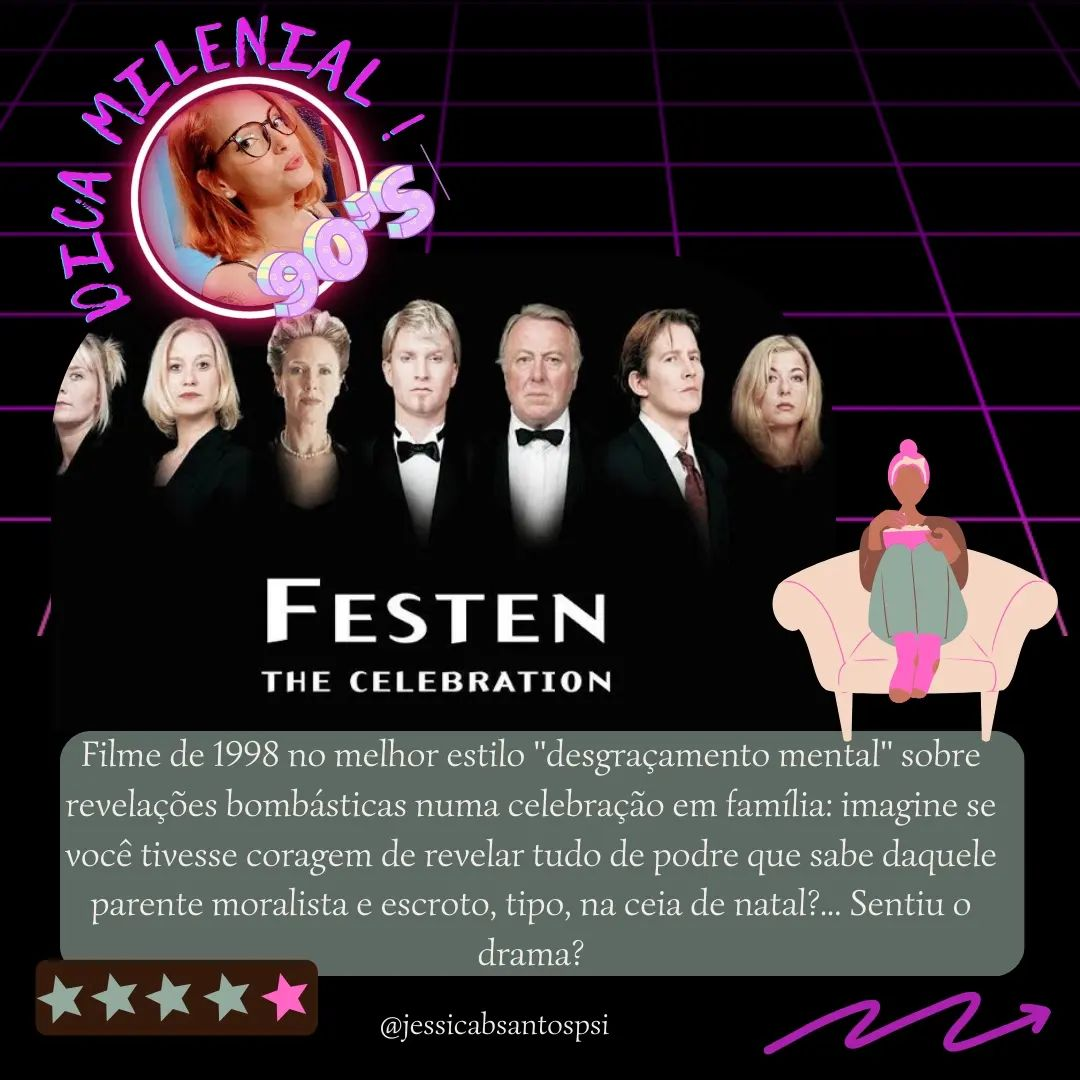 DICA MILENIAL !
90'S
FESTEN
THE CELEBRATION
Filme de 1998 no melhor estilo "desgraçamento mental" sobre
revelações bombásticas numa celebração em família: imagine se
você tivesse coragem de revelar tudo de podre que sabe daquele
parente moralista e escroto, tipo, na ceia de natal?... Sentiu o
drama?
@jessicabsantospsi